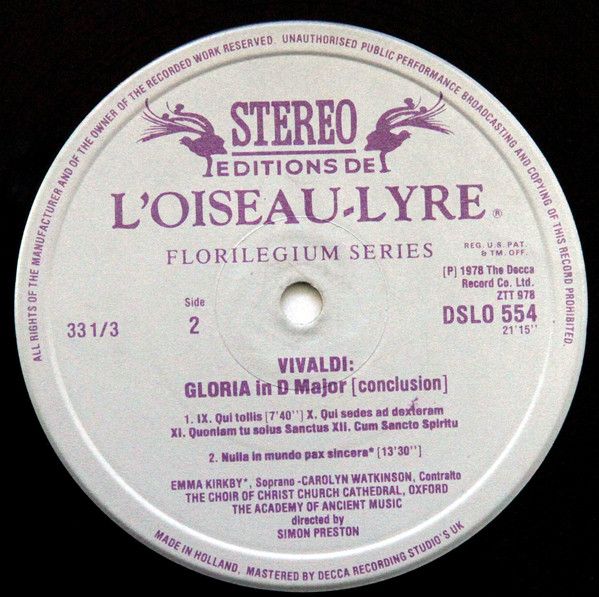 ALL RIGHTS OF THE MANUFACTURER AND OF THE OWNER OF THE RECORDED WORK RESERVED. UNAUTHORISED PUBLIC PERFORMANCE BROADCASTING AND COPYING OF THIS RECORD PROHIBITED.
STEREO
EDITIONS DE
L'OISEAU-LYRE ®
FLORILEGIUM SERIES
REG. U.S. PAT.
& TM. OFF.
[P] 1978 The Decca
Record Co. Ltd.
ZTT 978
Side
2
33 1/3
DSLO 554
21'15''
VIVALDI:
GLORIA in D Major [conclusion]
1. IX. Qui tollis [7'40''] X. Qui sedes ad dexteram
XI. Quoniam tu solus Sanctus XII. Cum Sancto Spiritu
2. Nulla in mundo pax sincera* [13'30'']
EMMA KIRKBY*, Soprano -CAROLYN WATKINSON, Contralto
THE CHOIR OF CHRIST CHURCH CATHEDRAL, OXFORD
THE ACADEMY OF ANCIENT MUSIC
directed by
SIMON PRESTON
MADE IN HOLLAND, MASTERED BY DECCA RECORDING STUDIO'S UK